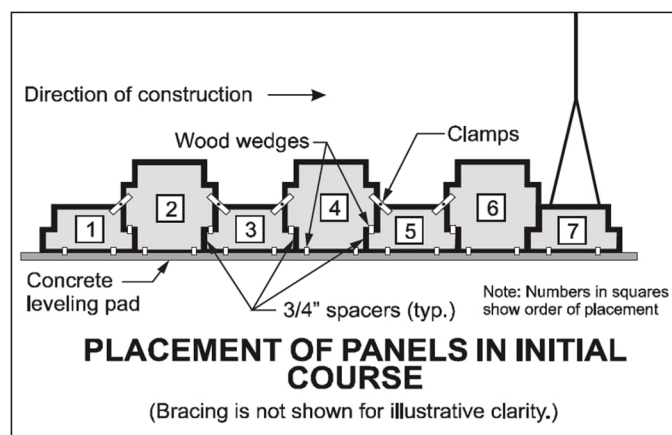 Direction of construction
Wood wedges
Clamps
1
2
3
4
5
6
7
Concrete
leveling pad
3/4" spacers (typ.)
Note: Numbers in squares
show order of placement
PLACEMENT OF PANELS IN INITIAL
COURSE
(Bracing is not shown for illustrative clarity.)